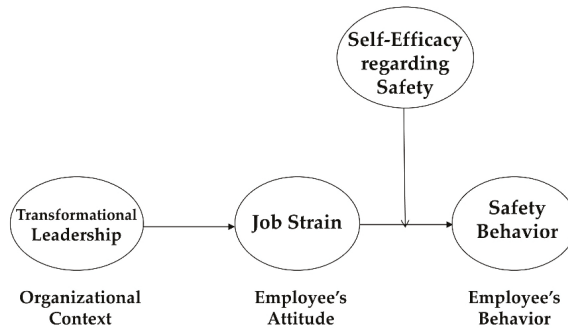 Self-Efficacy
regarding
Safety
Transformational
Leadership
Job Strain
Safety
Behavior
Organizational
Context
Employee's
Attitude
Employee's
Behavior